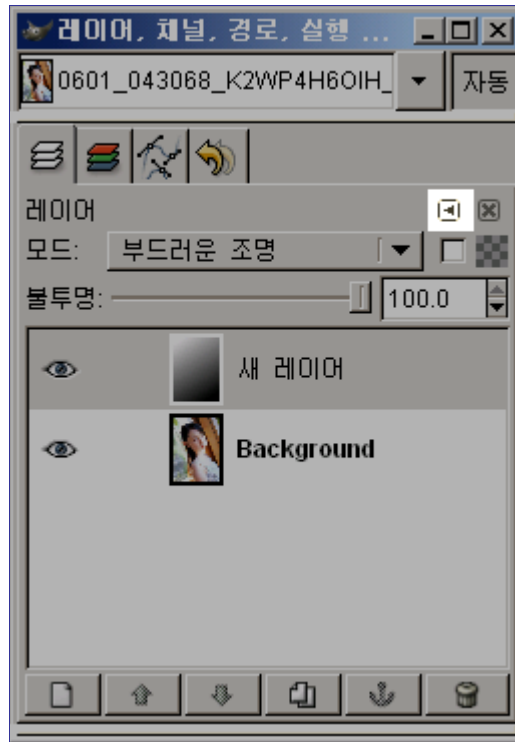 레이어, 채널, 경로, 실행 ...
0601_043068_K2WP4H6OIH_
자동
레이어
모드: 부드러운 조명
불투명: 100.0
새 레이어
Background